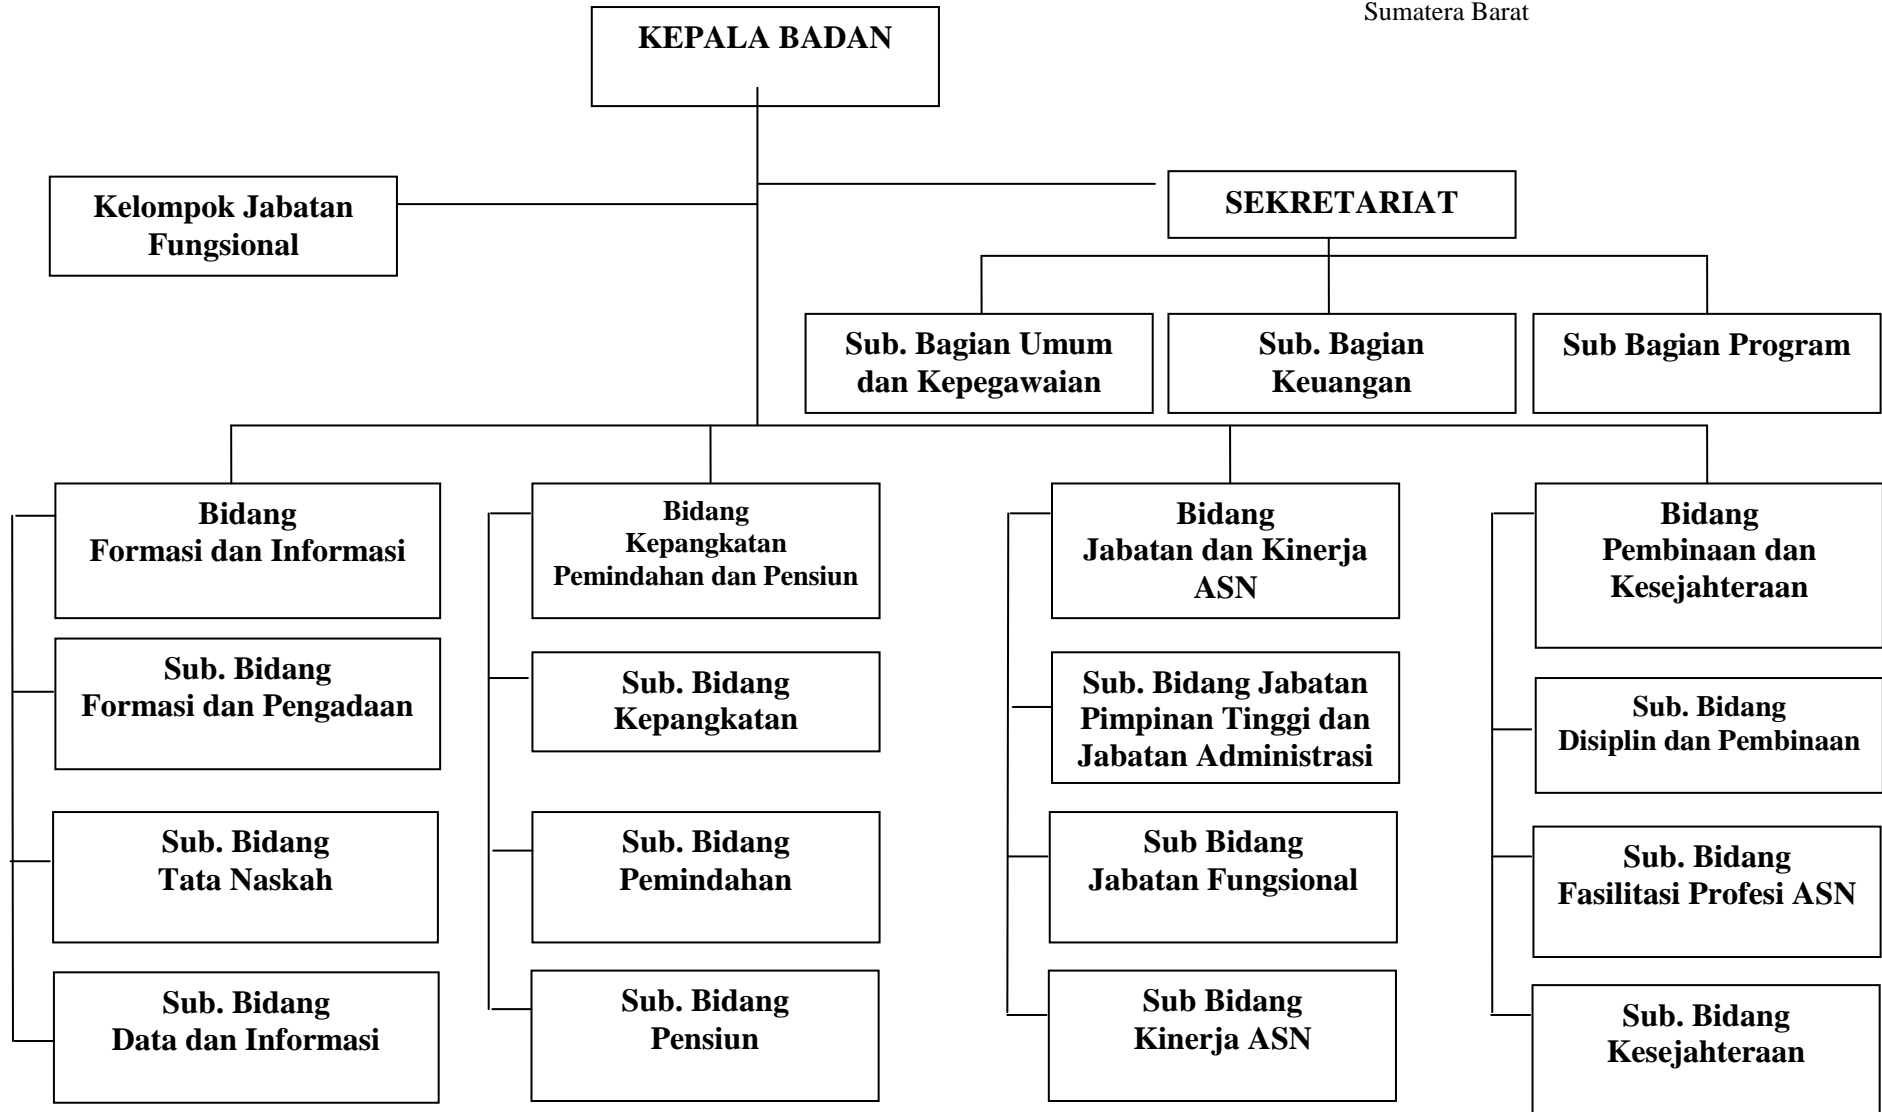 Sumatera Barat
KEPALA BADAN
Kelompok Jabatan
Fungsional
SEKRETARIAT
Sub. Bagian Umum
dan Kepegawaian
Sub. Bagian
Keuangan
Sub Bagian Program
Bidang
Formasi dan Informasi
Sub. Bidang
Formasi dan Pengadaan
Sub. Bidang
Tata Naskah
Sub. Bidang
Data dan Informasi
Bidang
Kepangkatan
Pemindahan dan Pensiun
Sub. Bidang
Kepangkatan
Sub. Bidang
Pemindahan
Sub. Bidang
Pensiun
Bidang
Jabatan dan Kinerja
ASN
Sub. Bidang Jabatan
Pimpinan Tinggi dan
Jabatan Administrasi
Sub Bidang
Jabatan Fungsional
Sub Bidang
Kinerja ASN
Bidang
Pembinaan dan
Kesejahteraan
Sub. Bidang
Disiplin dan Pembinaan
Sub. Bidang
Fasilitasi Profesi ASN
Sub. Bidang
Kesejahteraan